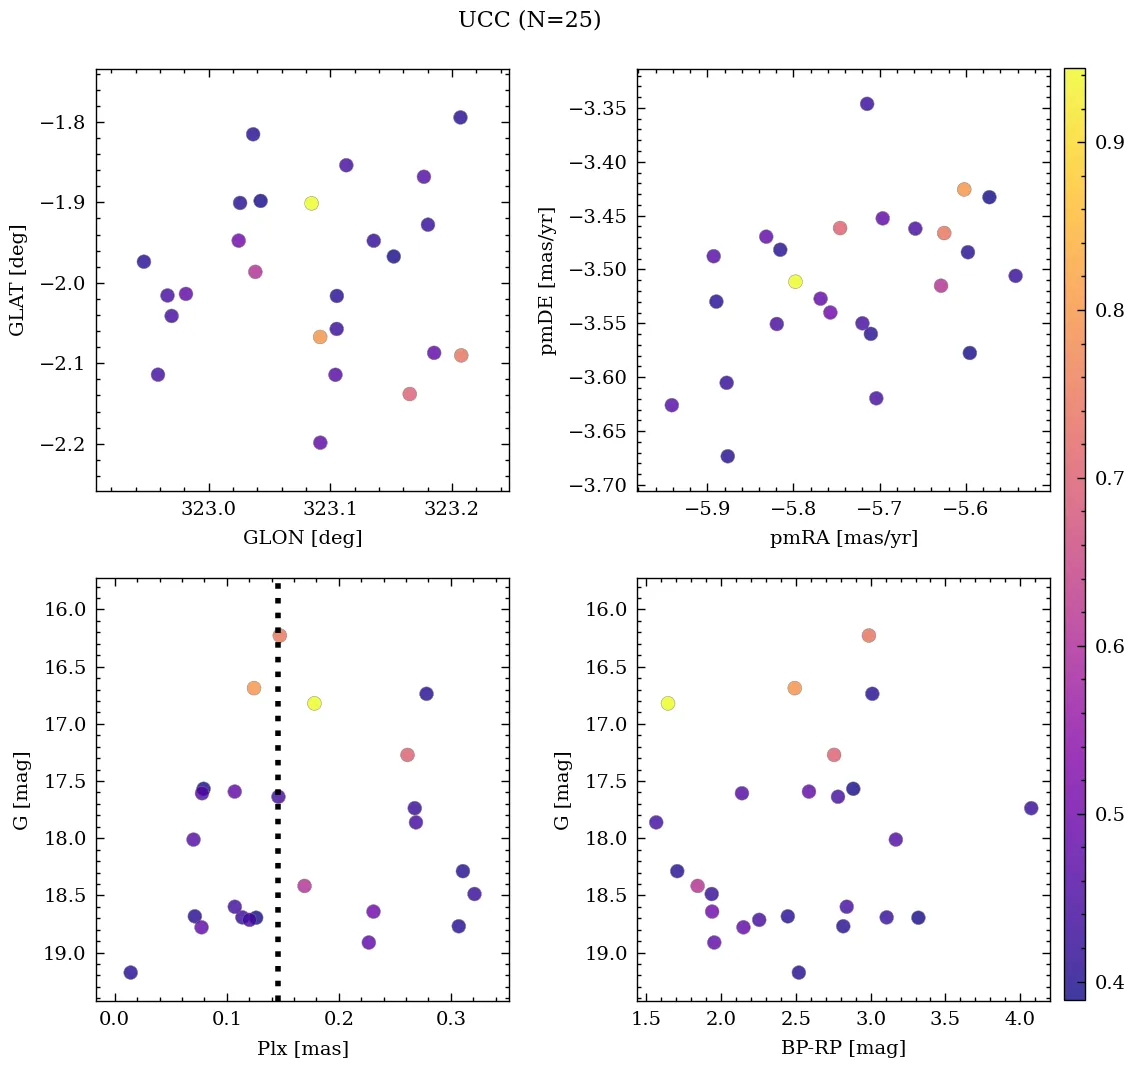 UCC (N=25)
−1.8
−1.9
−2.0
−2.1
−2.2
GLAT [deg]
323.0 323.1 323.2
GLON [deg]
−3.35
−3.40
−3.45
−3.50
−3.55
−3.60
−3.65
−3.70
pmDE [mas/yr]
−5.9 −5.8 −5.7 −5.6
pmRA [mas/yr]
16.0
16.5
17.0
17.5
18.0
18.5
19.0
G [mag]
0.0 0.1 0.2 0.3
Plx [mas]
16.0
16.5
17.0
17.5
18.0
18.5
19.0
G [mag]
1.5 2.0 2.5 3.0 3.5 4.0
BP-RP [mag]
0.9
0.8
0.7
0.6
0.5
0.4